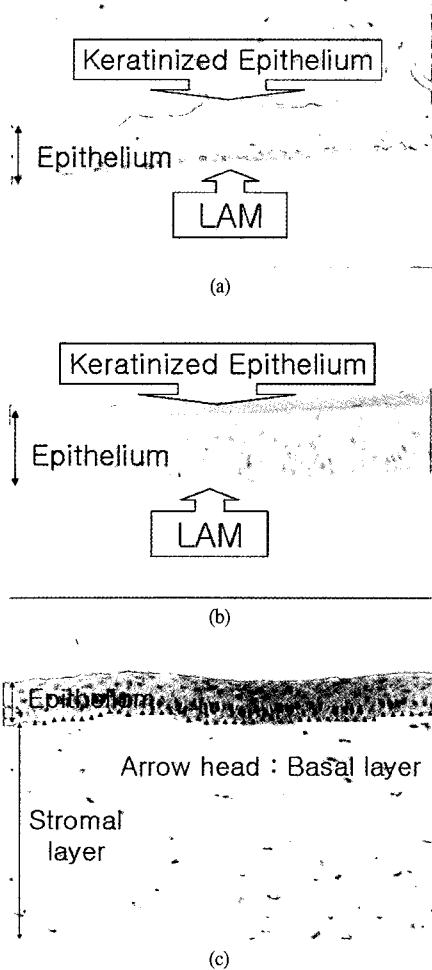 Keratinized Epithelium
Epithelium
LAM
(a)
Keratinized Epithelium
Epithelium
LAM
(b)
Epithelium
Arrow head : Basal layer
Stromal
layer
(c)